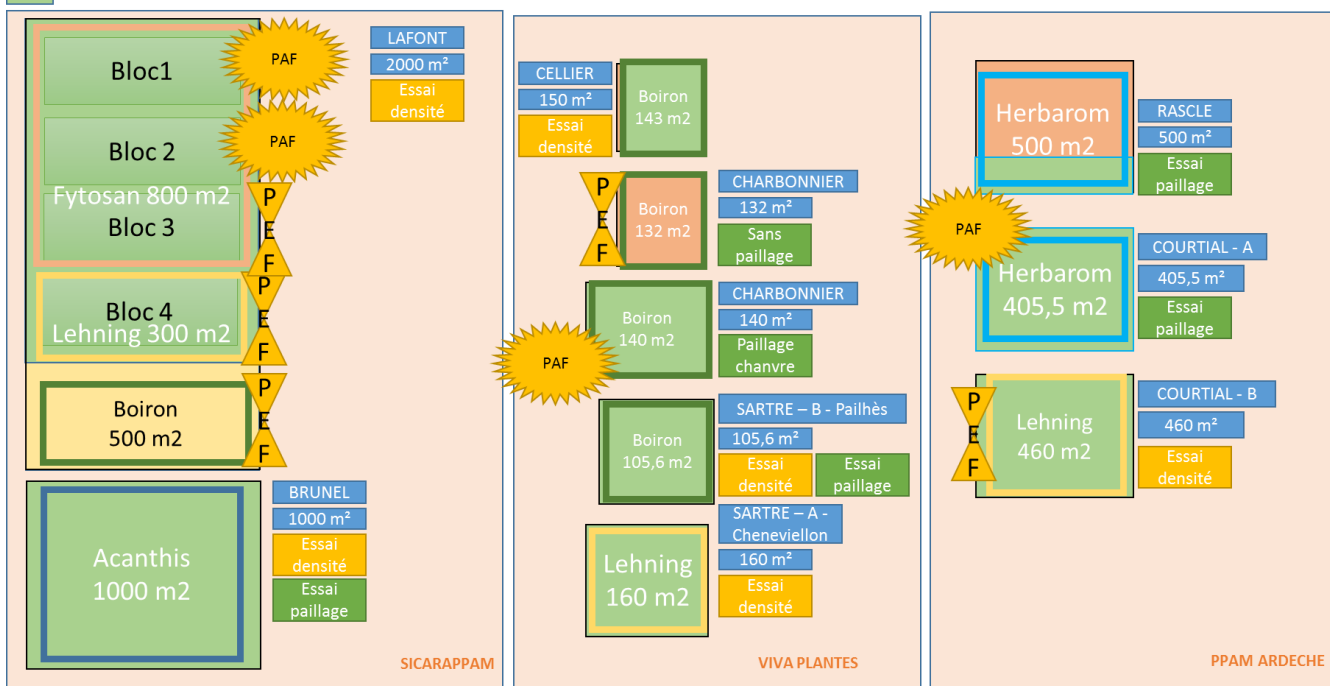 Bloc1
PAF
LAFONT
2000 m²
Essai
densité
Bloc 2
PAF
Fytosan 800 m2
Bloc 3
P
E
F
Bloc 4
Lehning 300 m2
P
E
F
Boiron
500 m2
P
E
F
Acanthis
1000 m2
BRUNEL
1000 m²
Essai
densité
Essai
paillage
SICARAPPAM
CELLIER
150 m²
Essai
densité
Boiron
143 m2
P
E
F
Boiron
132 m2
CHARBONNIER
132 m²
Sans
paillage
PAF
Boiron
140 m2
CHARBONNIER
140 m²
Paillage
chanvre
Boiron
105,6 m2
SARTRE – B - Pailhès
105,6 m²
Essai
densité
Essai
paillage
Lehning
160 m2
SARTRE – A -
Cheneviellon
160 m²
Essai
densité
VIVA PLANTES
Herbarom
500 m2
RASCLE
500 m²
Essai
paillage
PAF
Herbarom
405,5 m2
COURTIAL - A
405,5 m²
Essai
paillage
P
E
F
Lehning
460 m2
COURTIAL - B
460 m²
Essai
densité
PPAM ARDECHE